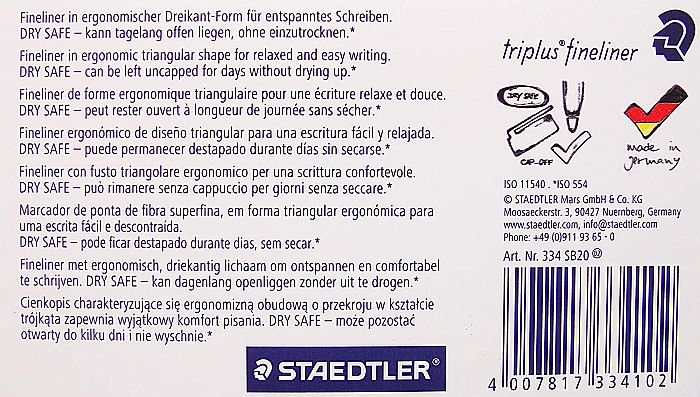 Fineliner in ergonomischer Dreikant-Form für entspanntes Schreiben.
DRY SAFE – kann tagelang offen liegen, ohne einzutrocknen.*
Fineliner in ergonomic triangular shape for relaxed and easy writing.
DRY SAFE – can be left uncapped for days without drying up.*
Fineliner de forme ergonomique triangulaire pour une écriture relaxe et douce.
DRY SAFE – peut rester ouvert à longueur de journée sans sécher.*
Fineliner ergonómico de diseño triangular para una escritura fácil y relajada.
DRY SAFE – puede permanecer destapado durante días sin secarse.*
Fineliner con fusto triangolare ergonomico per una scrittura confortevole.
DRY SAFE – può rimanere senza cappuccio per giorni senza seccare.*
Marcador de ponta de fibra superfina, em forma triangular ergonómica para
uma escrita fácil e descontraída.
DRY SAFE – pode ficar destapado durante dias, sem secar.*
Fineliner met ergonomisch, driekantig lichaam om ontspannen en comfortabel
te schrijven. DRY SAFE – kan dagenlang openliggen zonder uit te drogen.*
Cienkopis charakteryzujące się ergonomizną obudową o przekroju w kształcie
trójkąta zapewnia wyjątkowy komfort pisania. DRY SAFE – może pozostać
otwarty do kilku dni i nie wyschnie.*
STAEDTLER®
triplus® fineliner
DRY SAFE
CAP-OFF
made in
germany
ISO 11540 . *ISO 554
© STAEDTLER Mars GmbH & Co. KG
Moosaeckerstr. 3, 90427 Nuernberg, Germany
www.staedtler.com, info@staedtler.com
Phone: +49 (0)911 93 65 - 0
Art. Nr. 334 SB20
4 007817 334102